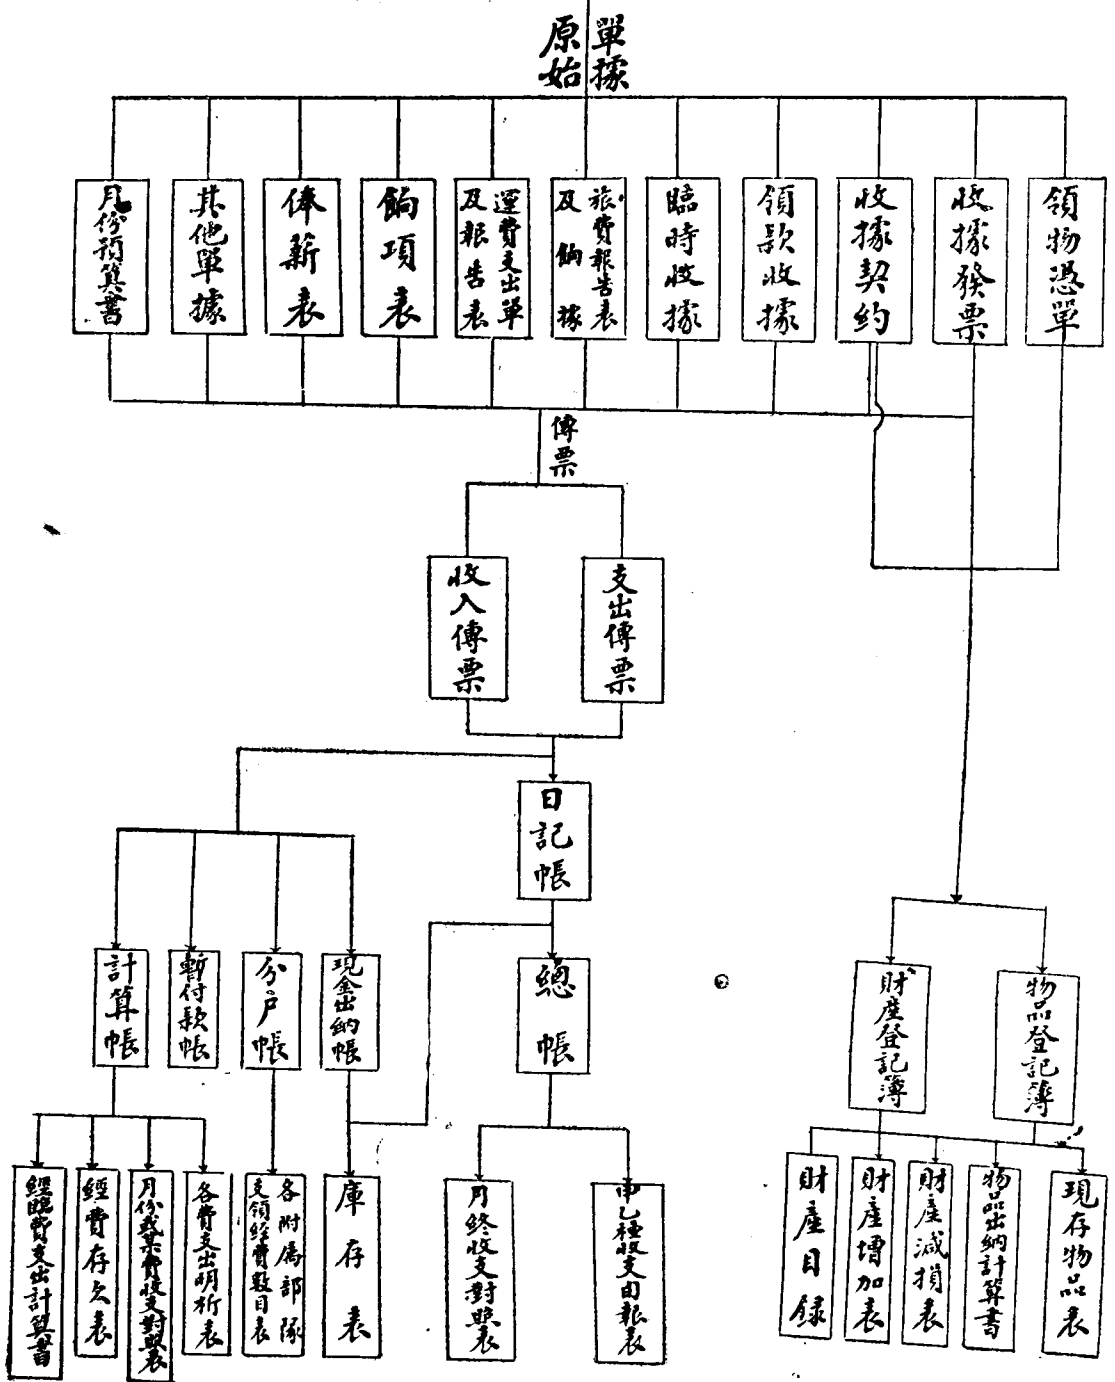 原始單據
領物憑單
收據發票
收據契約
領款收據
臨時收據
旅費報告表
及餉據
運費支出單
及報告表
餉項表
俸薪表
其他單據
月份預算書
傳票
支出傳票
收入傳票
日記帳
總帳
現金出納帳
分戶帳
暫付款帳
計算帳
物品登記簿
財產登記簿
現存物品表
物品出納計算書
財產減損表
財產增加表
財產目録
乙種收支旬報表
月終收支對照表
庫存表
各附属部隊
支領經費數目表
各費支出明析表
月份或某費收支對照表
經費存欠表
經臨費支出計算書